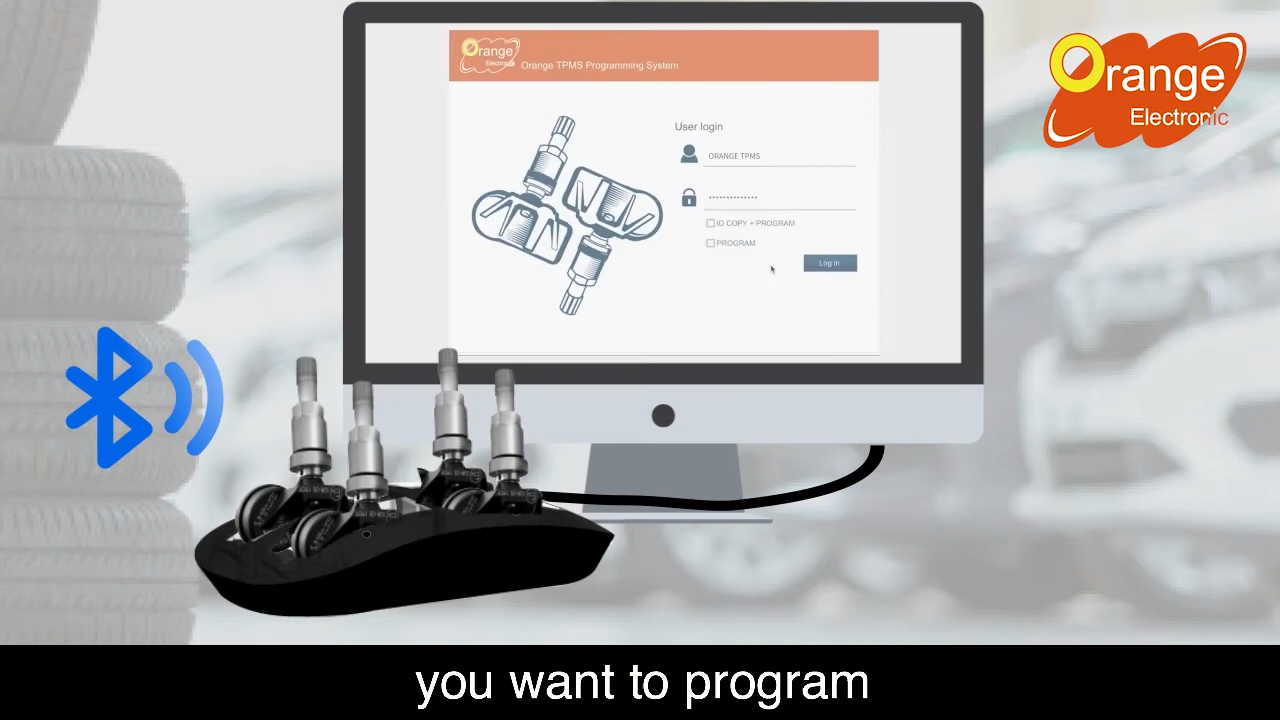 Orange
Electronic
Orange TPMS Programming System
User login
ORANGE TPMS
ID COPY + PROGRAM
PROGRAM
Log in
Orange
Electronic
you want to program